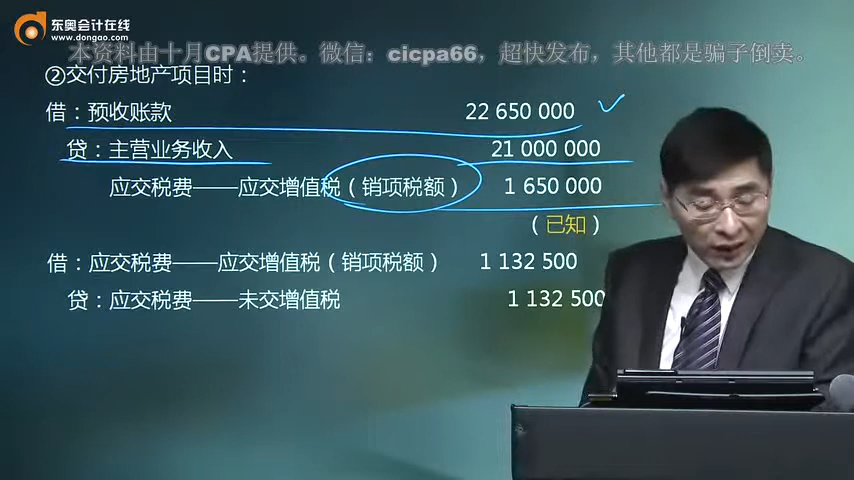 东奥会计在线
www.dongao.com
本资料由十月CPA提供。微信：cicpa66，超快发布，其他都是骗子倒卖。
②交付房地产项目时：
借：预收账款 22 650 000
贷：主营业务收入 21 000 000
应交税费——应交增值税（销项税额） 1 650 000
（已知）
借：应交税费——应交增值税（销项税额） 1 132 500
贷：应交税费——未交增值税 1 132 500